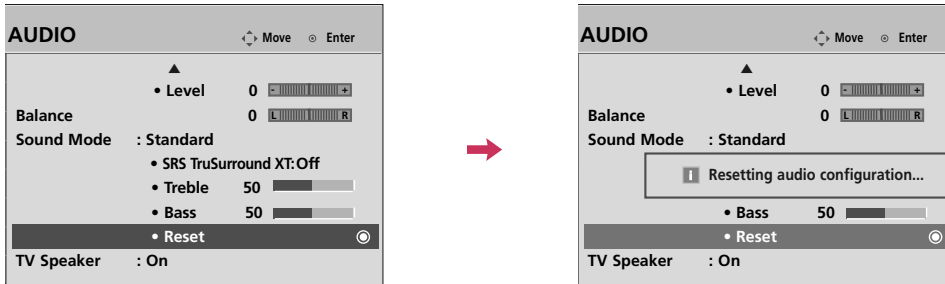 AUDIO
Move Enter
• Level 0 - +
Balance 0 L R
Sound Mode : Standard
• SRS TruSurround XT: Off
• Treble 50
• Bass 50
• Reset
TV Speaker : On
AUDIO
Move Enter
• Level 0 - +
Balance 0 L R
Sound Mode : Standard
i Resetting audio configuration...
• Bass 50
• Reset
TV Speaker : On